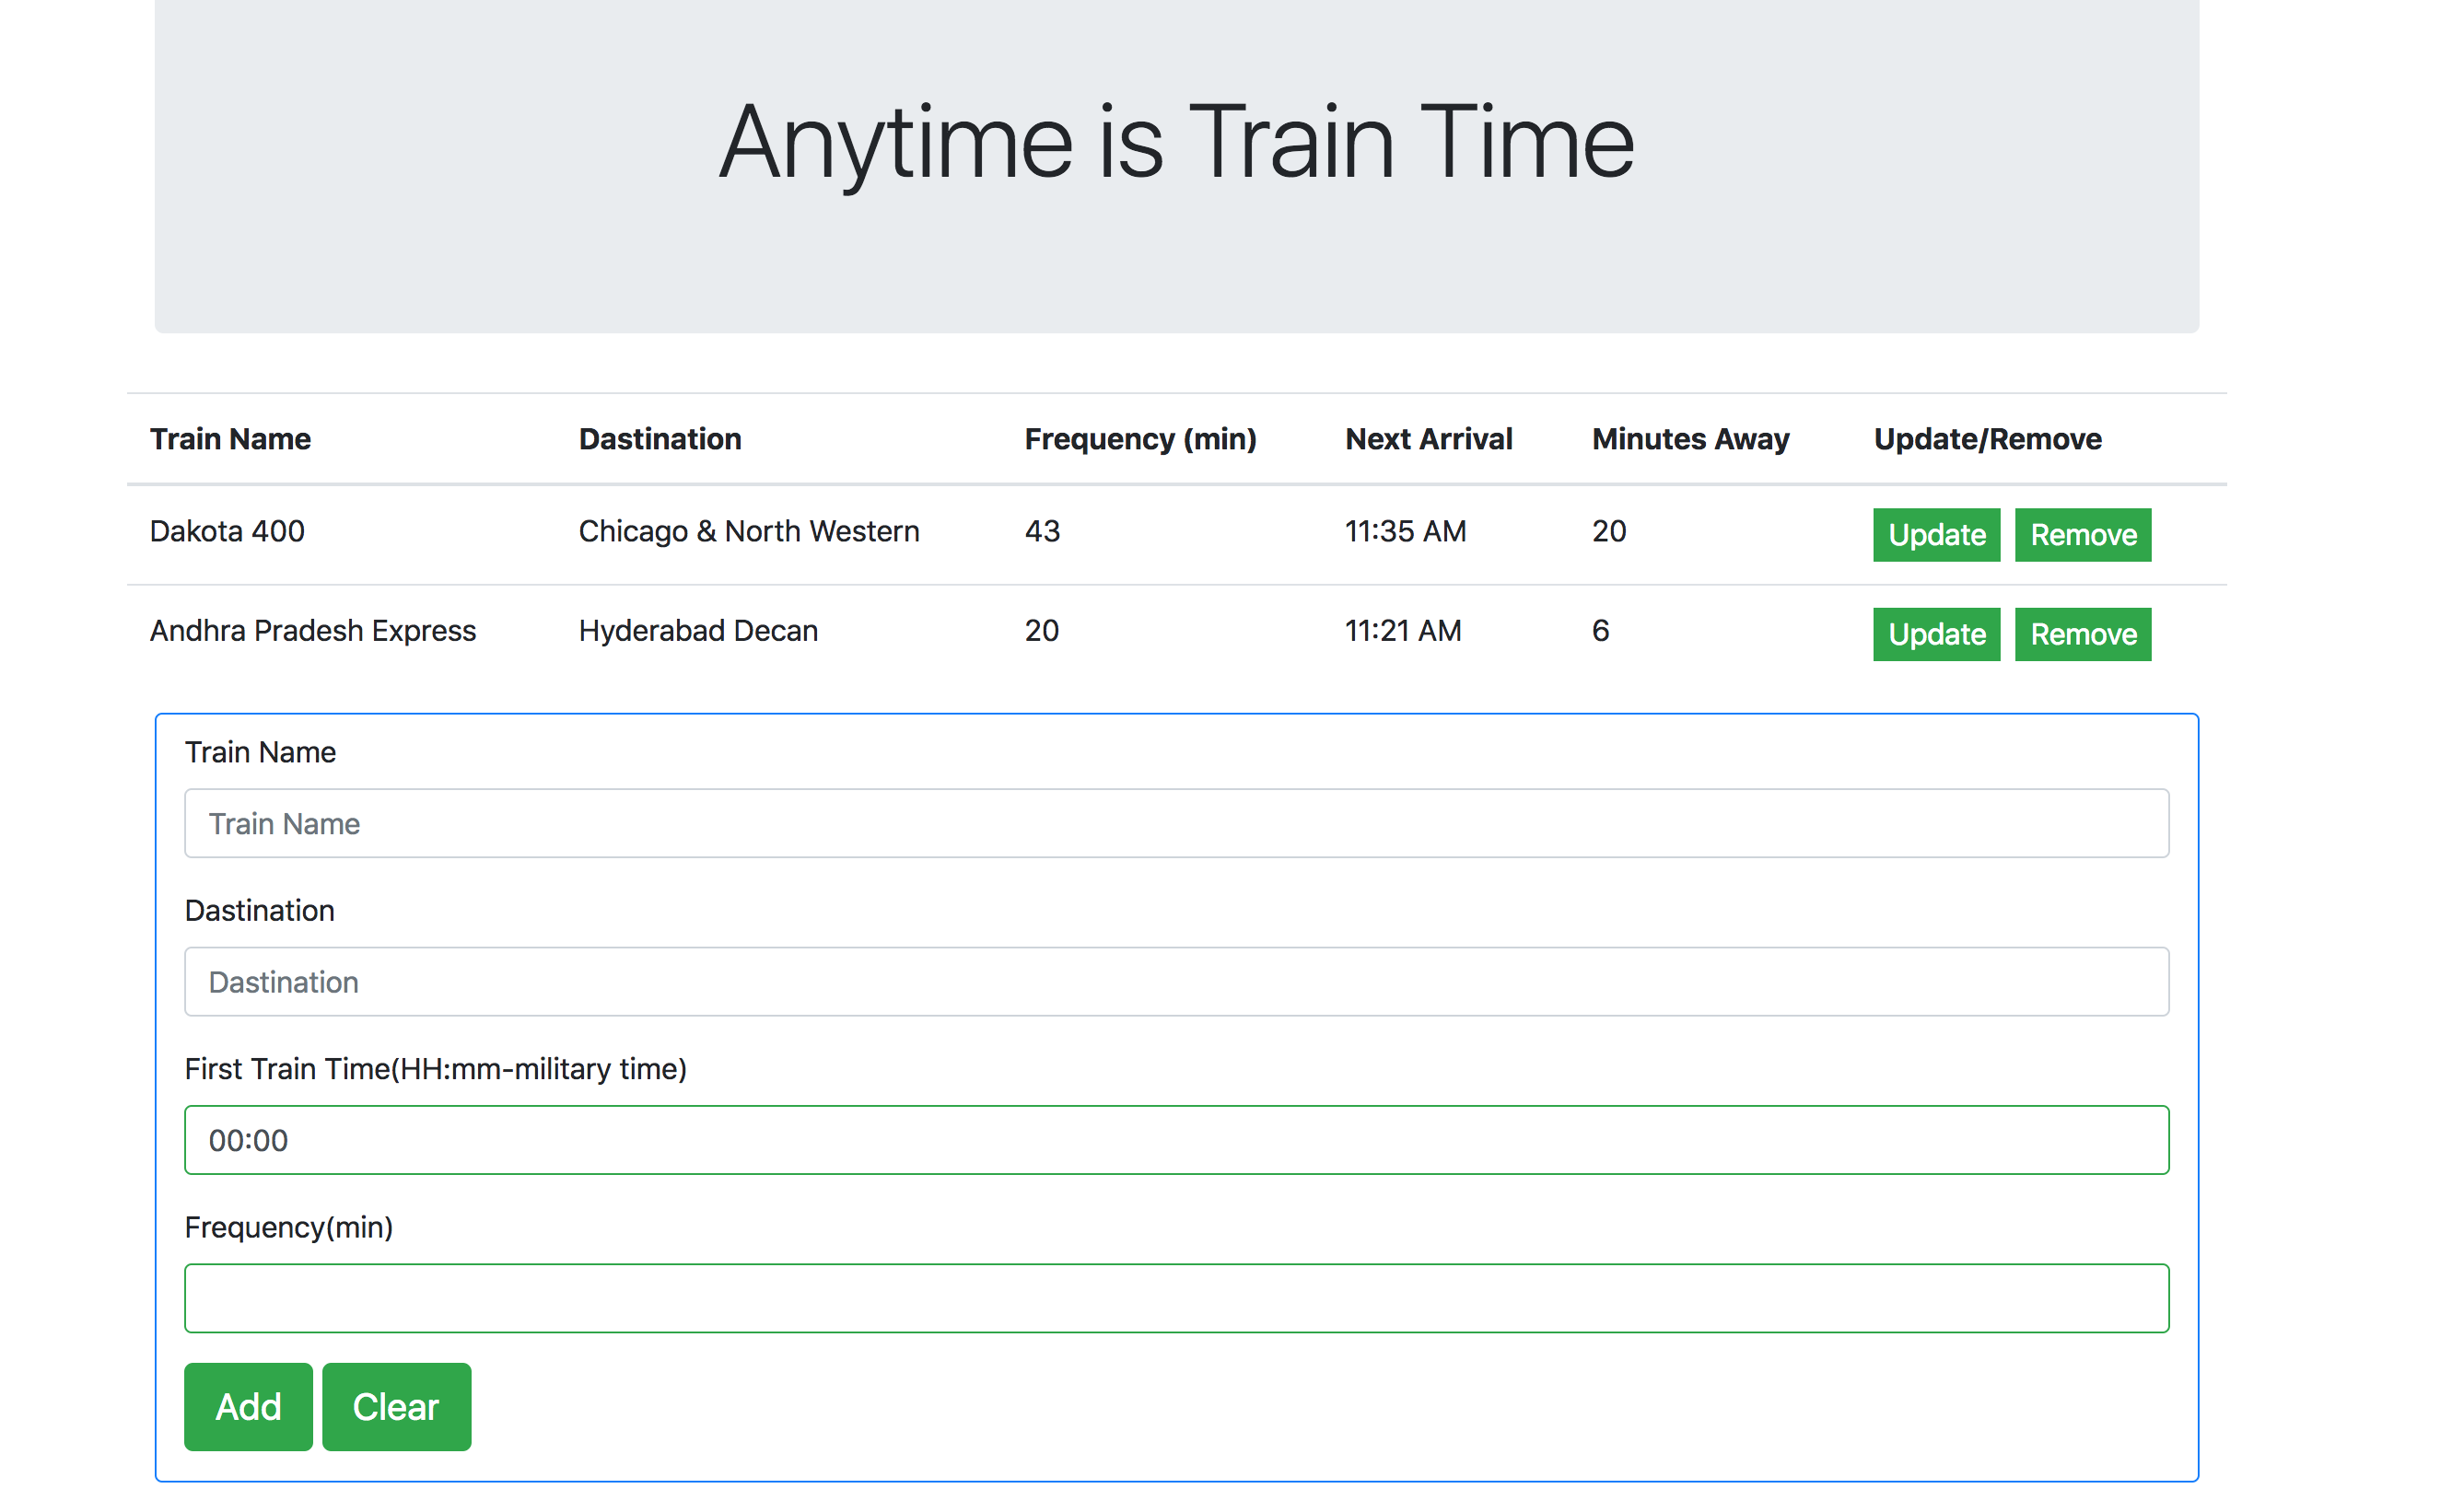 Anytime is Train Time
Train Name Dastination Frequency (min) Next Arrival Minutes Away Update/Remove
Dakota 400 Chicago & North Western 43 11:35 AM 20 Update Remove
Andhra Pradesh Express Hyderabad Decan 20 11:21 AM 6 Update Remove
Train Name
Train Name
Dastination
Dastination
First Train Time(HH:mm-military time)
00:00
Frequency(min)
Add Clear